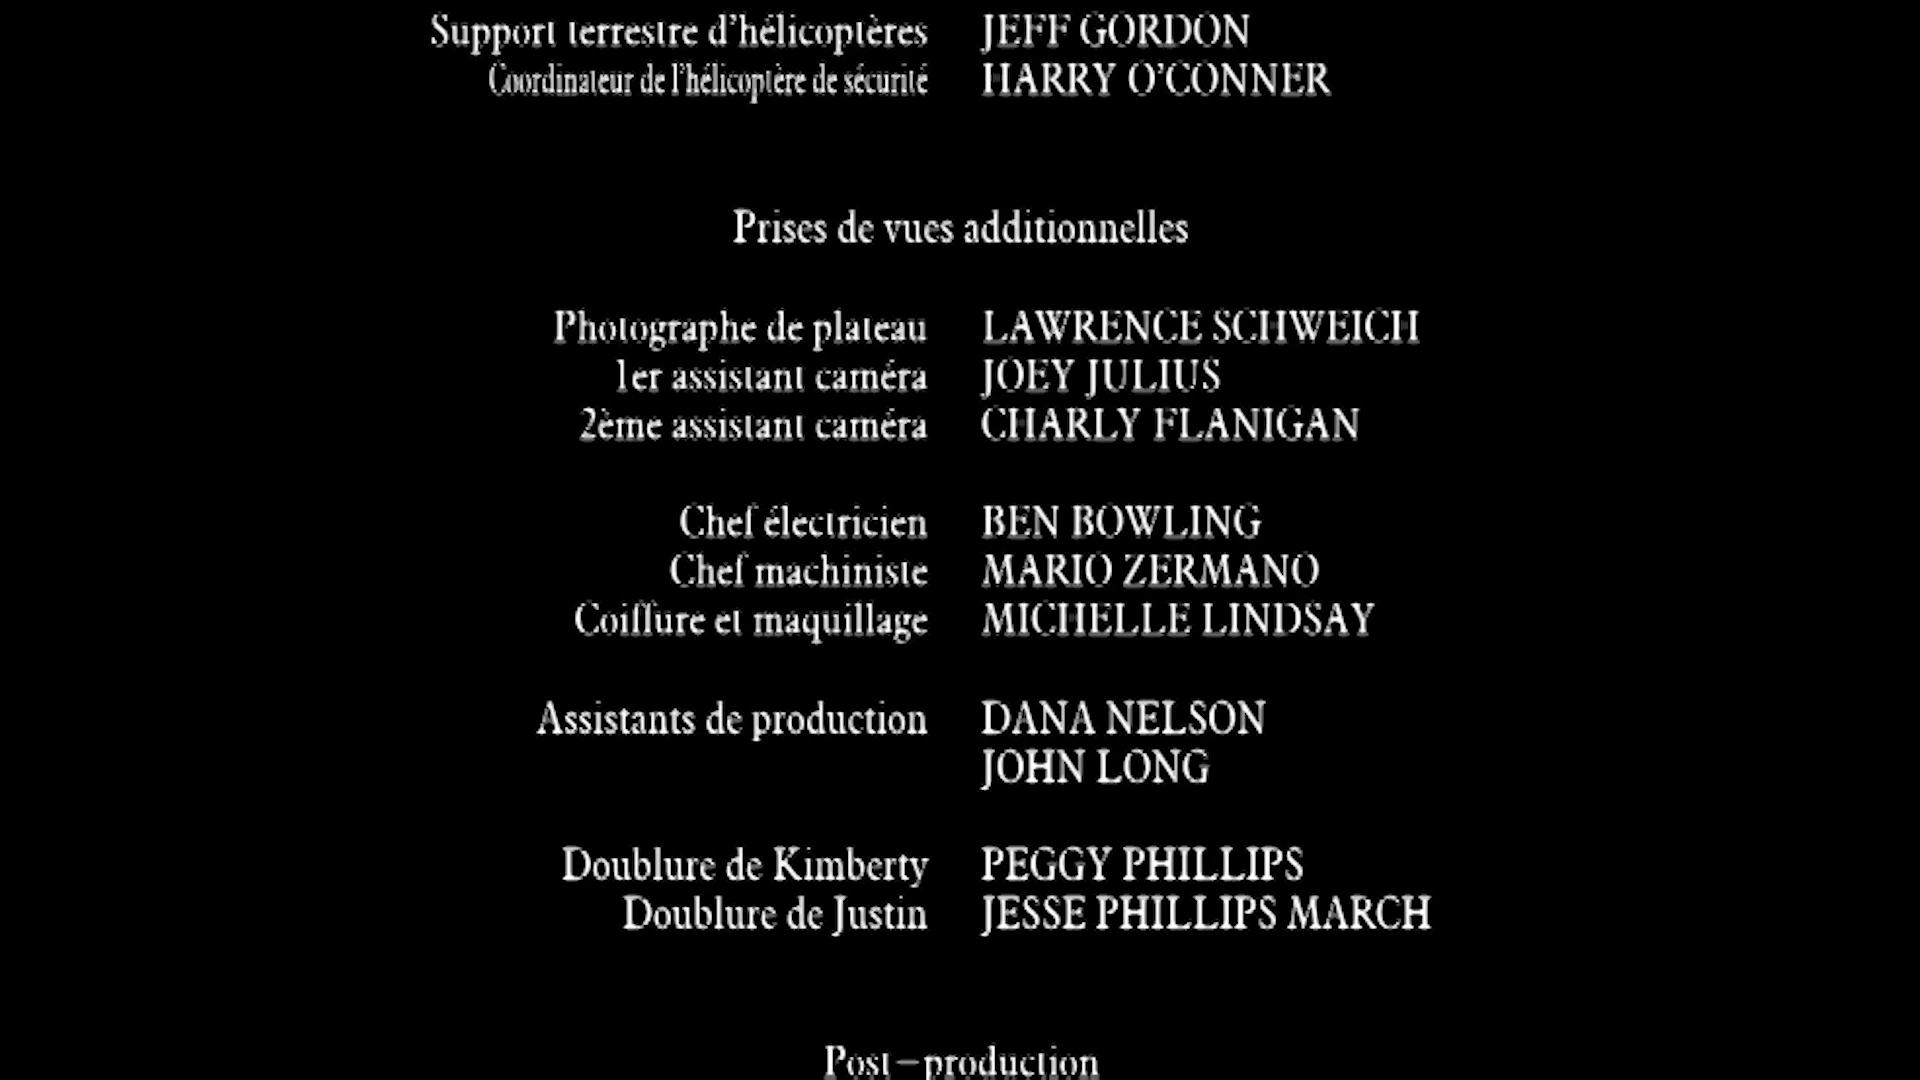 Support terrestre d'hélicoptères JEFF GORDON
Coordinateur de l'hélicoptère de sécurité HARRY O'CONNER
Prises de vues additionnelles
Photographe de plateau LAWRENCE SCHWEICH
1er assistant caméra JOEY JULIUS
2ème assistant caméra CHARLY FLANIGAN
Chef électricien BEN BOWLING
Chef machiniste MARIO ZERMANO
Coiffure et maquillage MICHELLE LINDSAY
Assistants de production DANA NELSON
JOHN LONG
Doublure de Kimberty PEGGY PHILLIPS
Doublure de Justin JESSE PHILLIPS MARCH
Post-production